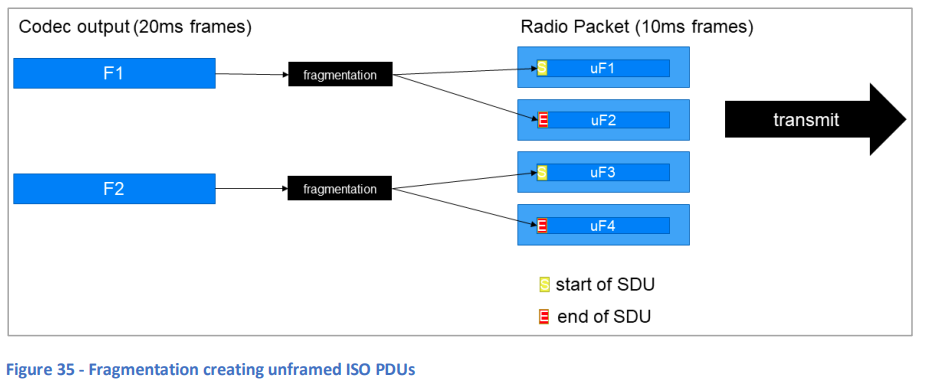 Codec output (20ms frames)
Radio Packet (10ms frames)
F1
fragmentation
S
uF1
E
uF2
transmit
F2
fragmentation
S
uF3
E
uF4
S start of SDU
E end of SDU
Figure 35 - Fragmentation creating unframed ISO PDUs